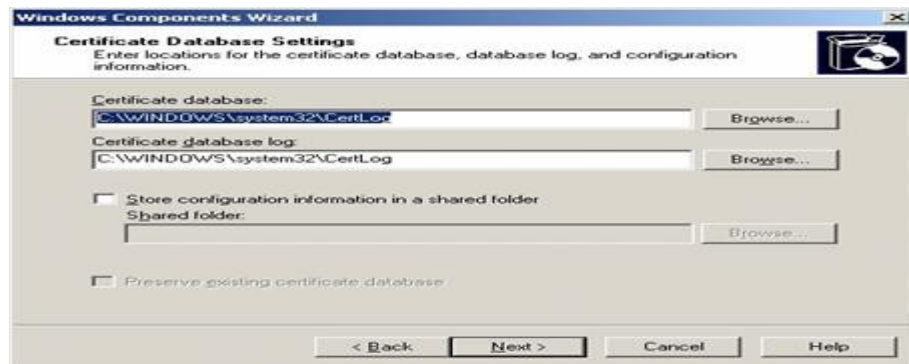 Windows Components Wizard
Certificate Database Settings
Enter locations for the certificate database, database log, and configuration
information.
Certificate database:
C:\WINDOWS\system32\CertLog
Browse...
Certificate database log:
C:\WINDOWS\system32\CertLog
Browse...
Store configuration information in a shared folder
Shared folder:
Browse...
Preserve existing certificate database
< Back
Next >
Cancel
Help